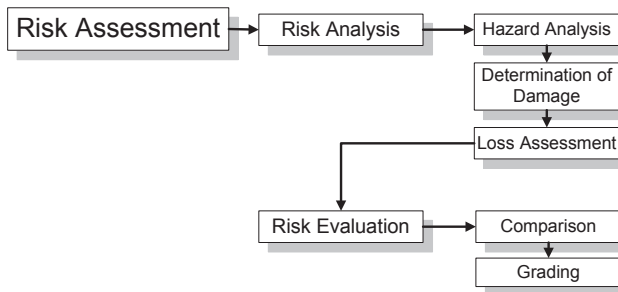 Risk Assessment
Risk Analysis
Hazard Analysis
Determination of
Damage
Loss Assessment
Risk Evaluation
Comparison
Grading